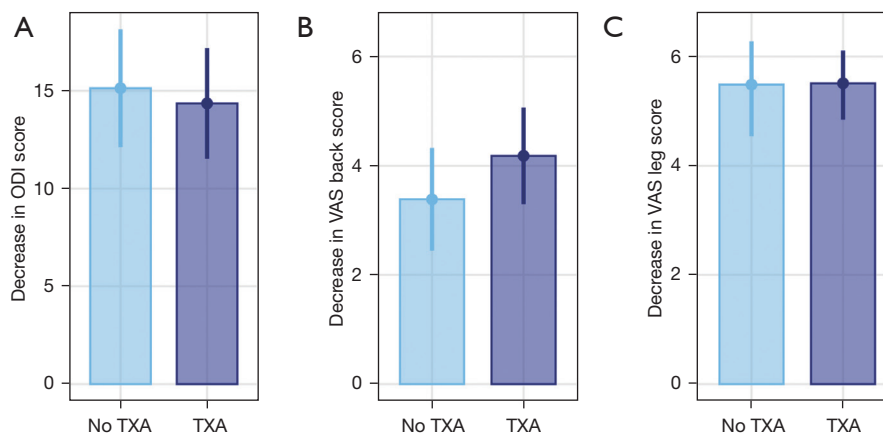 A
Decrease in ODI score
15
10
5
0
No TXA
TXA
B
Decrease in VAS back score
6
4
2
0
No TXA
TXA
C
Decrease in VAS leg score
6
4
2
0
No TXA
TXA